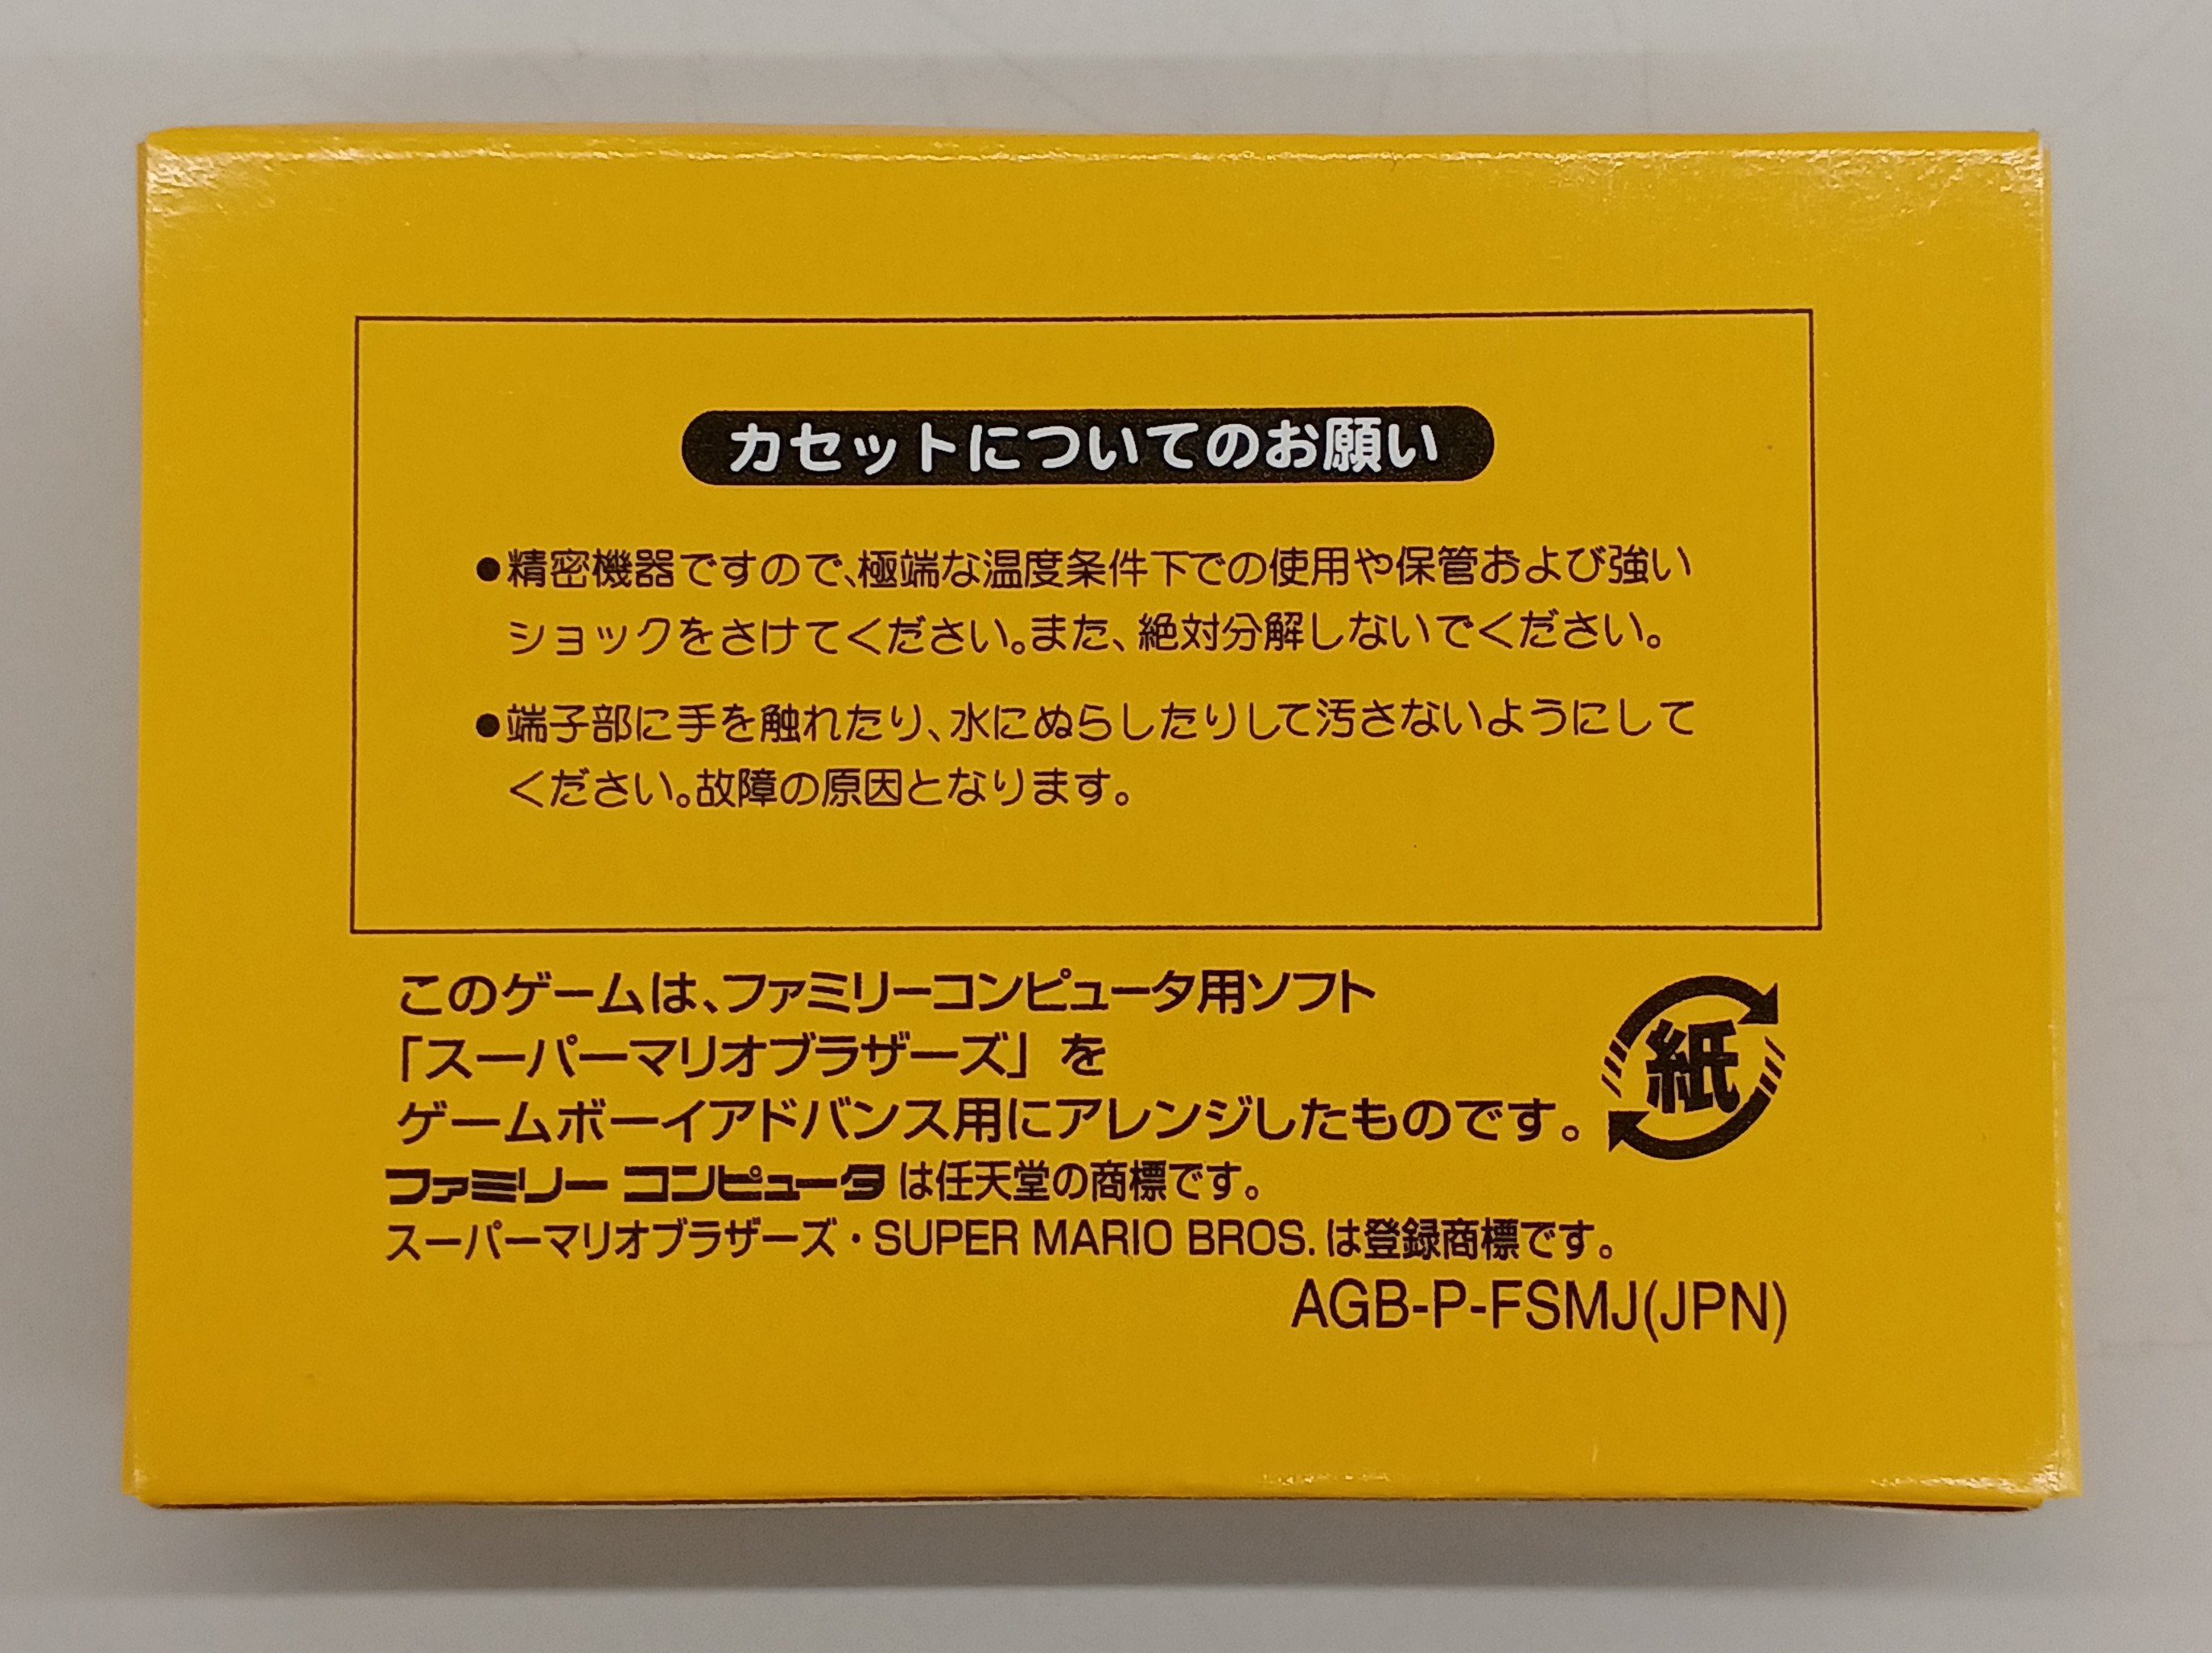 カセットについてのお願い
●精密機器ですので、極端な温度条件下での使用や保管および強い
ショックをさけてください。また、絶対分解しないでください。
●端子部に手を触れたり、水にぬらしたりして汚さないようにして
ください。故障の原因となります。
このゲームは、ファミリーコンピュータ用ソフト
「スーパーマリオブラザーズ」を
ゲームボーイアドバンス用にアレンジしたものです。
紙
ファミリーコンピュータは任天堂の商標です。
スーパーマリオブラザーズ・SUPER MARIO BROS. は登録商標です。
AGB-P-FSMJ(JPN)